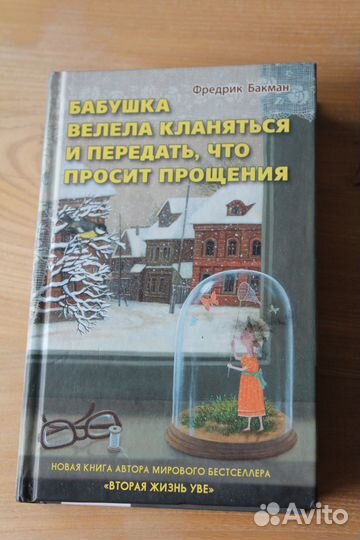 Фредрик Бакман
БАБУШКА
ВЕЛЕЛА КЛАНЯТЬСЯ
И ПЕРЕДАТЬ, ЧТО
ПРОСИТ ПРОЩЕНИЯ
НОВАЯ КНИГА АВТОРА МИРОВОГО БЕСТСЕЛЛЕРА
«ВТОРАЯ ЖИЗНЬ УВЕ»
Avito